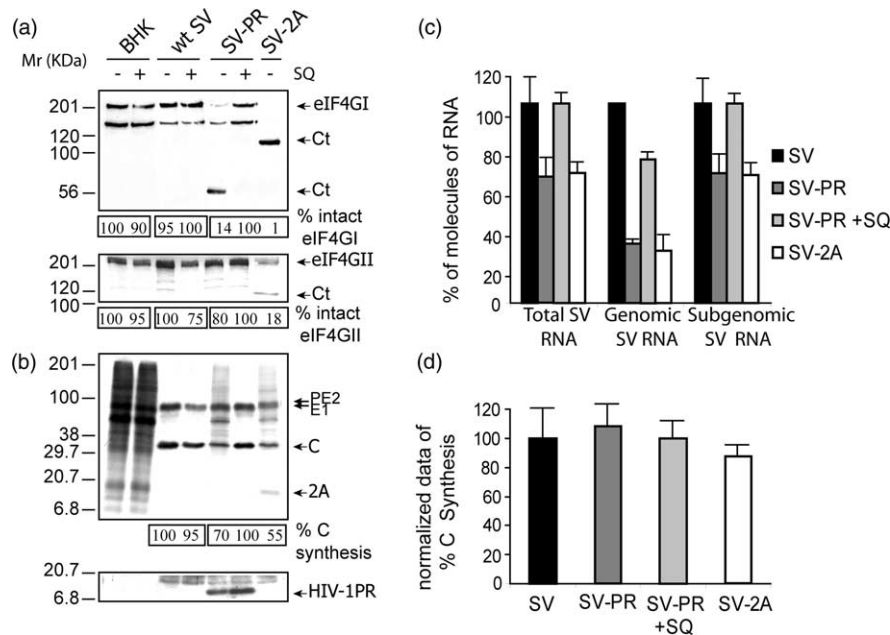 (a)
BHK wt SV SV-PR SV-2A
Mr (KDa)
- + - + - + - SQ
201
120
100
56
eIF4GI
Ct
Ct
100 90 95 100 14 100 1
% intact
eIF4GI
201
120
100
eIF4GII
Ct
100 95 100 75 80 100 18
% intact
eIF4GII
(b)
201
100
38
29.7
20.7
6.8
PE2
E1
C
2A
100 95 70 100 55
% C
synthesis
20.7
6.8
HIV-1PR
(c)
% of molecules of RNA
120
100
80
60
40
20
0
Total SV
RNA
Genomic
SV RNA
Subgenomic
SV RNA
SV
SV-PR
SV-PR +SQ
SV-2A
(d)
normalized data of
% C Synthesis
120
100
80
60
40
20
0
SV
SV-PR
SV-PR
+SQ
SV-2A